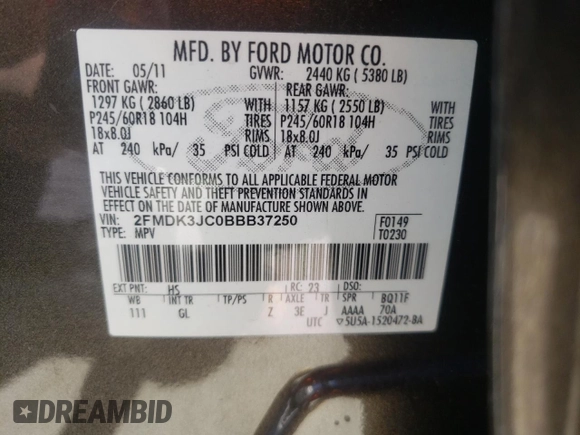 MFD. BY FORD MOTOR CO.
DATE: 05/11 GVWR: 2440 KG ( 5380 LB)
FRONT GAWR: REAR GAWR:
1297 KG ( 2860 LB) WITH 1157 KG ( 2550 LB) WITH
P245/60R18 104H TIRES P245/60R18 104H TIRES
18x8.0J RIMS 18x8.0J RIMS
AT 240 kPa/ 35 PSI COLD AT 240 kPa/ 35 PSI COLD
THIS VEHICLE CONFORMS TO ALL APPLICABLE FEDERAL MOTOR
VEHICLE SAFETY AND THEFT PREVENTION STANDARDS IN
EFFECT ON THE DATE OF MANUFACTURE SHOWN ABOVE.
VIN: 2FMDK3JC0BBB37250 F0149
TYPE: MPV T0230
EXT PNT: HS RC: 23 DSO:
WB INT TR TP/PS R AXLE TR SPR BQ11F
111 GL Z 3E J AAAA 70A
UTC 5U5A-1520472-BA
Ford
DREAMBID